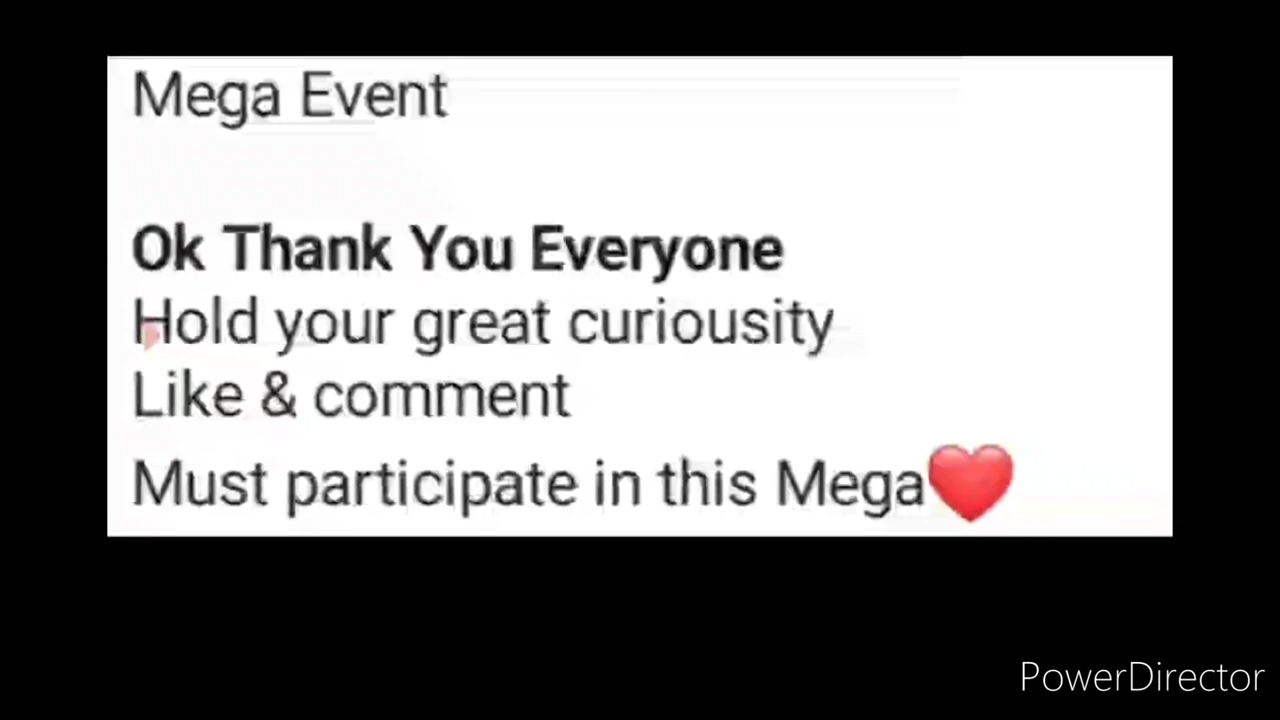 Mega Event
Ok Thank You Everyone
Hold your great curiousity
Like & comment
Must participate in this Mega❤️
PowerDirector